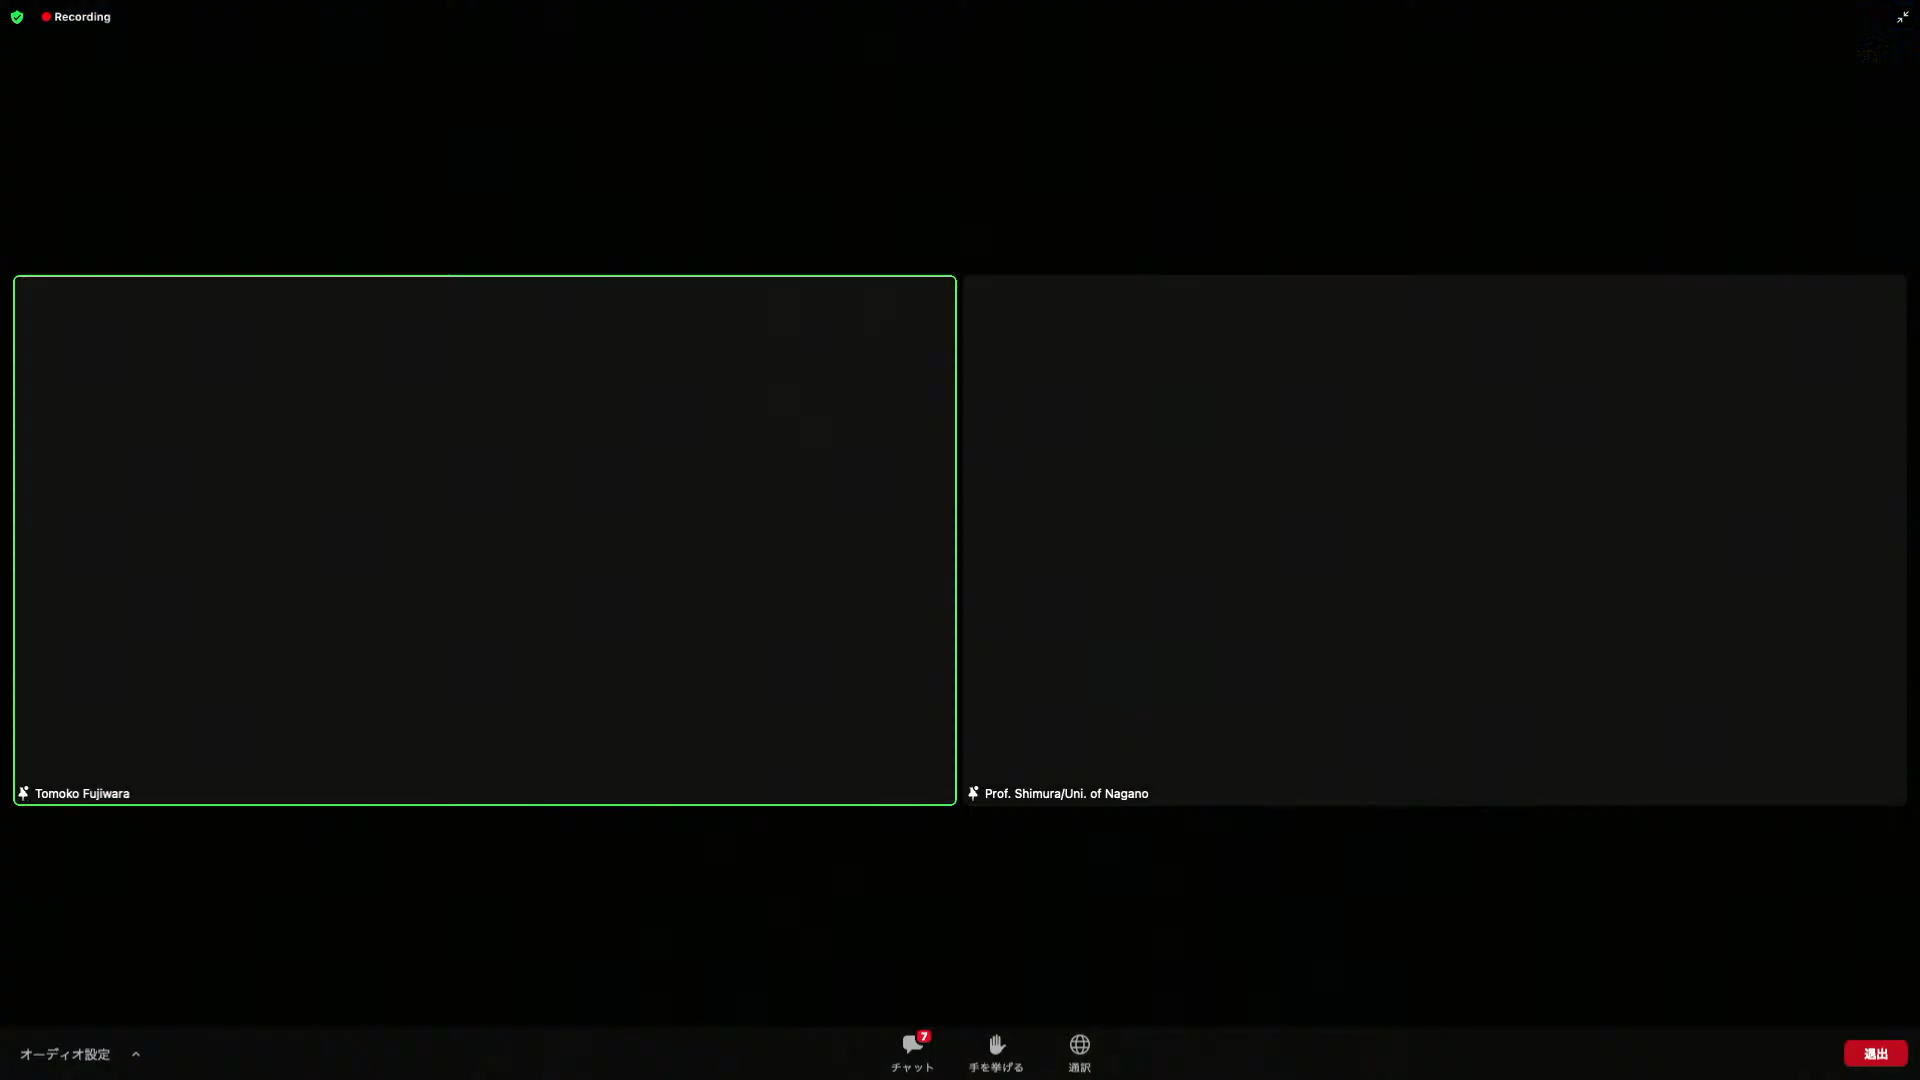 Recording
Tomoko Fujiwara
Prof. Shimura/Uni. of Nagano
オーディオ設定
7
チャット
手を挙げる
通訳
退出